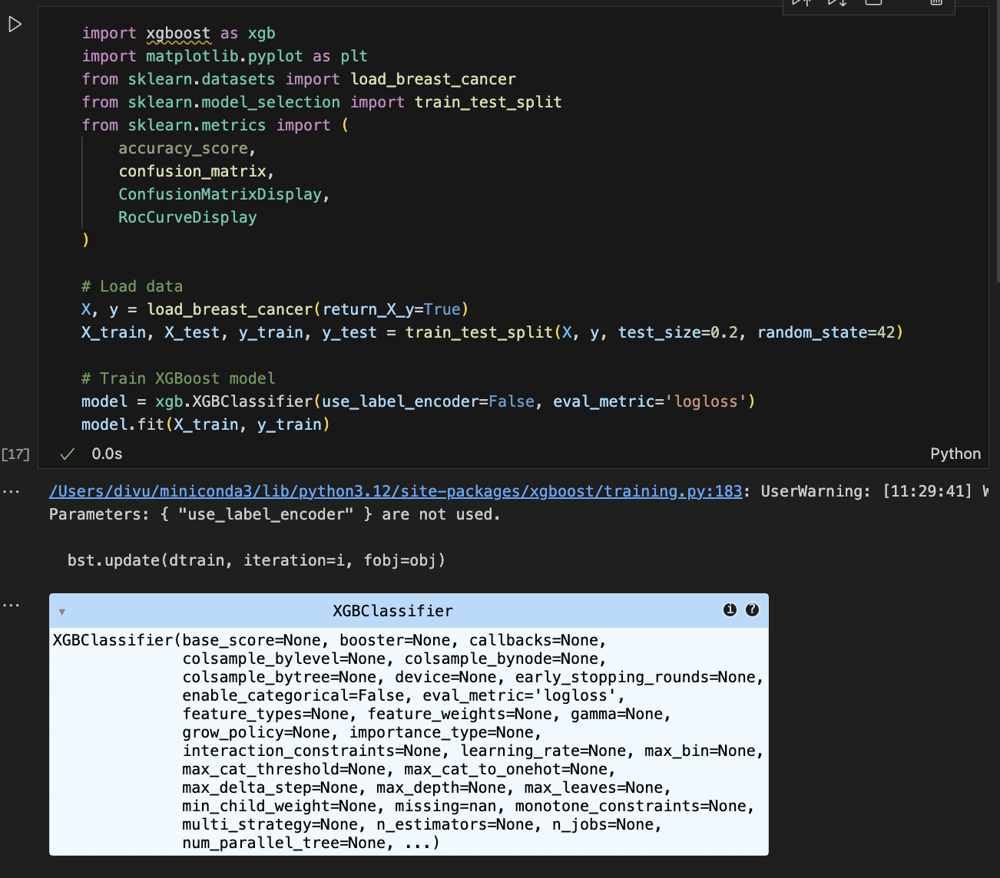 import xgboost as xgb
import matplotlib.pyplot as plt
from sklearn.datasets import load_breast_cancer
from sklearn.model_selection import train_test_split
from sklearn.metrics import (
    accuracy_score,
    confusion_matrix,
    ConfusionMatrixDisplay,
    RocCurveDisplay
)
# Load data
X, y = load_breast_cancer(return_X_y=True)
X_train, X_test, y_train, y_test = train_test_split(X, y, test_size=0.2, random_state=42)
# Train XGBoost model
model = xgb.XGBClassifier(use_label_encoder=False, eval_metric='logloss')
model.fit(X_train, y_train)
[17] 0.0s Python
/Users/divu/miniconda3/lib/python3.12/site-packages/xgboost/training.py:183: UserWarning: [11:29:41] W
Parameters: { "use_label_encoder" } are not used.
  bst.update(dtrain, iteration=i, fobj=obj)
XGBClassifier i ?
XGBClassifier(base_score=None, booster=None, callbacks=None,
              colsample_bylevel=None, colsample_bynode=None,
              colsample_bytree=None, device=None, early_stopping_rounds=None,
              enable_categorical=False, eval_metric='logloss',
              feature_types=None, feature_weights=None, gamma=None,
              grow_policy=None, importance_type=None,
              interaction_constraints=None, learning_rate=None, max_bin=None,
              max_cat_threshold=None, max_cat_to_onehot=None,
              max_delta_step=None, max_depth=None, max_leaves=None,
              min_child_weight=None, missing=nan, monotone_constraints=None,
              multi_strategy=None, n_estimators=None, n_jobs=None,
              num_parallel_tree=None, ...)